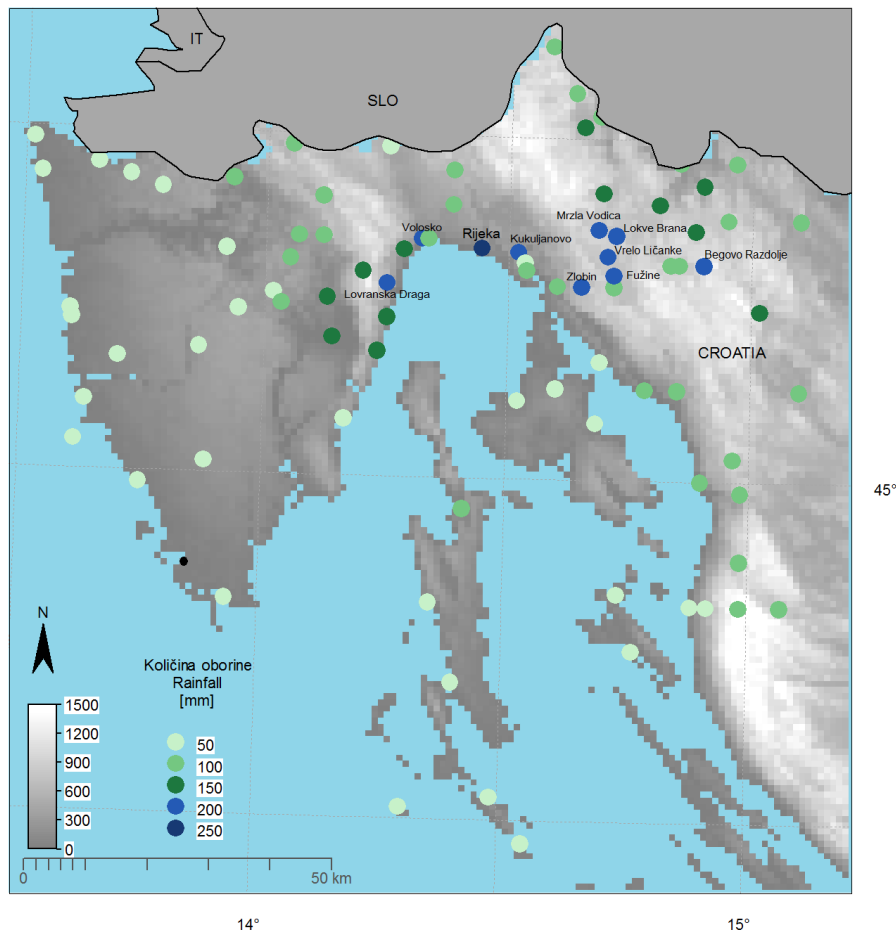 IT
SLO
Mrzla Vodica
Volosko
Rijeka
Lokve Brana
Kukuljanovo
Vrelo Ličanke
Begovo Razdolje
Zlobin
Fužine
Lovranska Draga
CROATIA
45°
N
Količina oborine
Rainfall
[mm]
1500
1200
900
600
300
0
50
100
150
200
250
0
50 km
14°
15°